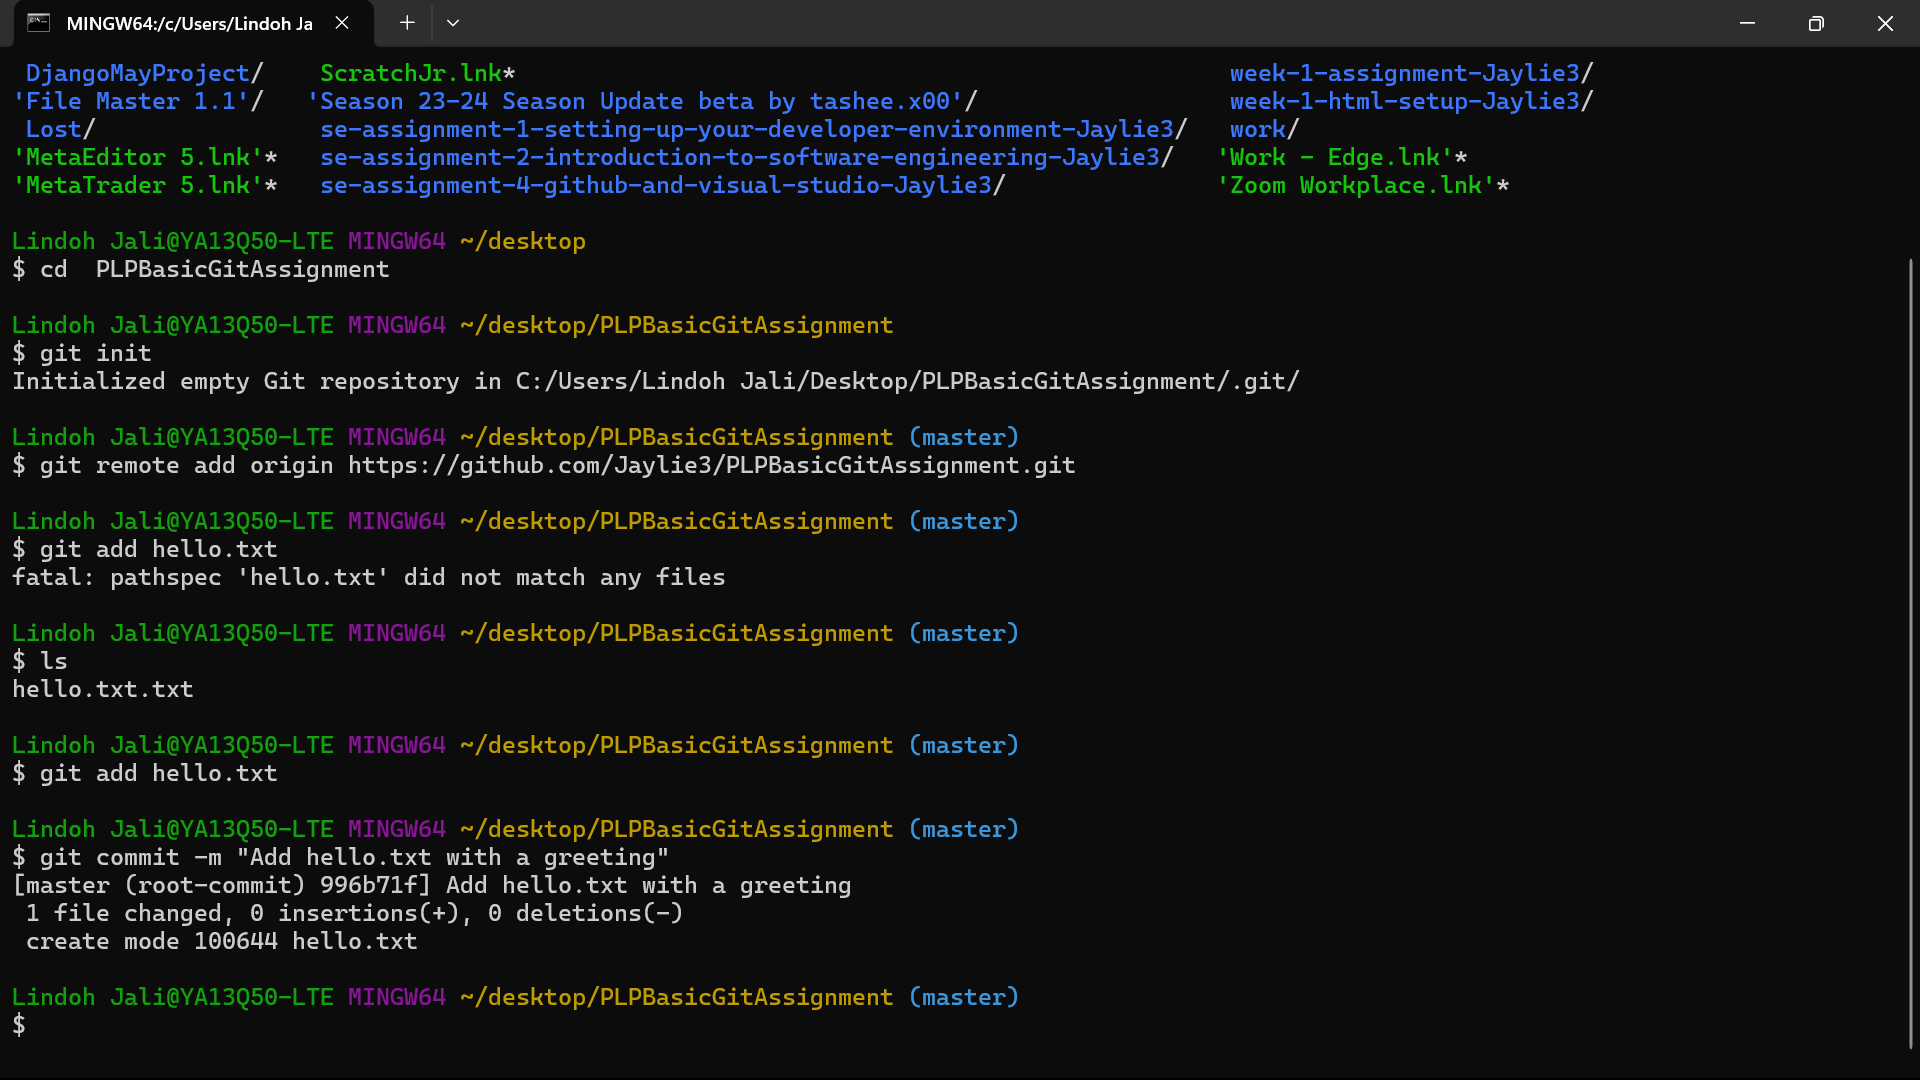 MINGW64:/c/Users/Lindoh Ja
DjangoMayProject/ ScratchJr.lnk* week-1-assignment-Jaylie3/
'File Master 1.1'/ 'Season 23-24 Season Update beta by tashee.x00'/ week-1-html-setup-Jaylie3/
Lost/ se-assignment-1-setting-up-your-developer-environment-Jaylie3/ work/
'MetaEditor 5.lnk'* se-assignment-2-introduction-to-software-engineering-Jaylie3/ 'Work - Edge.lnk'*
'MetaTrader 5.lnk'* se-assignment-4-github-and-visual-studio-Jaylie3/ 'Zoom Workplace.lnk'*
Lindoh Jali@YA13Q50-LTE MINGW64 ~/desktop
$ cd  PLPBasicGitAssignment
Lindoh Jali@YA13Q50-LTE MINGW64 ~/desktop/PLPBasicGitAssignment
$ git init
Initialized empty Git repository in C:/Users/Lindoh Jali/Desktop/PLPBasicGitAssignment/.git/
Lindoh Jali@YA13Q50-LTE MINGW64 ~/desktop/PLPBasicGitAssignment (master)
$ git remote add origin https://github.com/Jaylie3/PLPBasicGitAssignment.git
Lindoh Jali@YA13Q50-LTE MINGW64 ~/desktop/PLPBasicGitAssignment (master)
$ git add hello.txt
fatal: pathspec 'hello.txt' did not match any files
Lindoh Jali@YA13Q50-LTE MINGW64 ~/desktop/PLPBasicGitAssignment (master)
$ ls
hello.txt.txt
Lindoh Jali@YA13Q50-LTE MINGW64 ~/desktop/PLPBasicGitAssignment (master)
$ git add hello.txt
Lindoh Jali@YA13Q50-LTE MINGW64 ~/desktop/PLPBasicGitAssignment (master)
$ git commit -m "Add hello.txt with a greeting"
[master (root-commit) 996b71f] Add hello.txt with a greeting
1 file changed, 0 insertions(+), 0 deletions(-)
create mode 100644 hello.txt
Lindoh Jali@YA13Q50-LTE MINGW64 ~/desktop/PLPBasicGitAssignment (master)
$